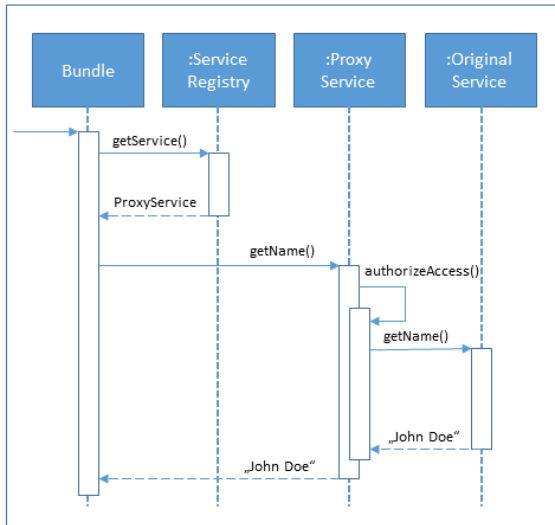 Bundle
:Service
Registry
:Proxy
Service
:Original
Service
getService()
ProxyService
getName()
authorizeAccess()
getName()
„John Doe“
„John Doe“